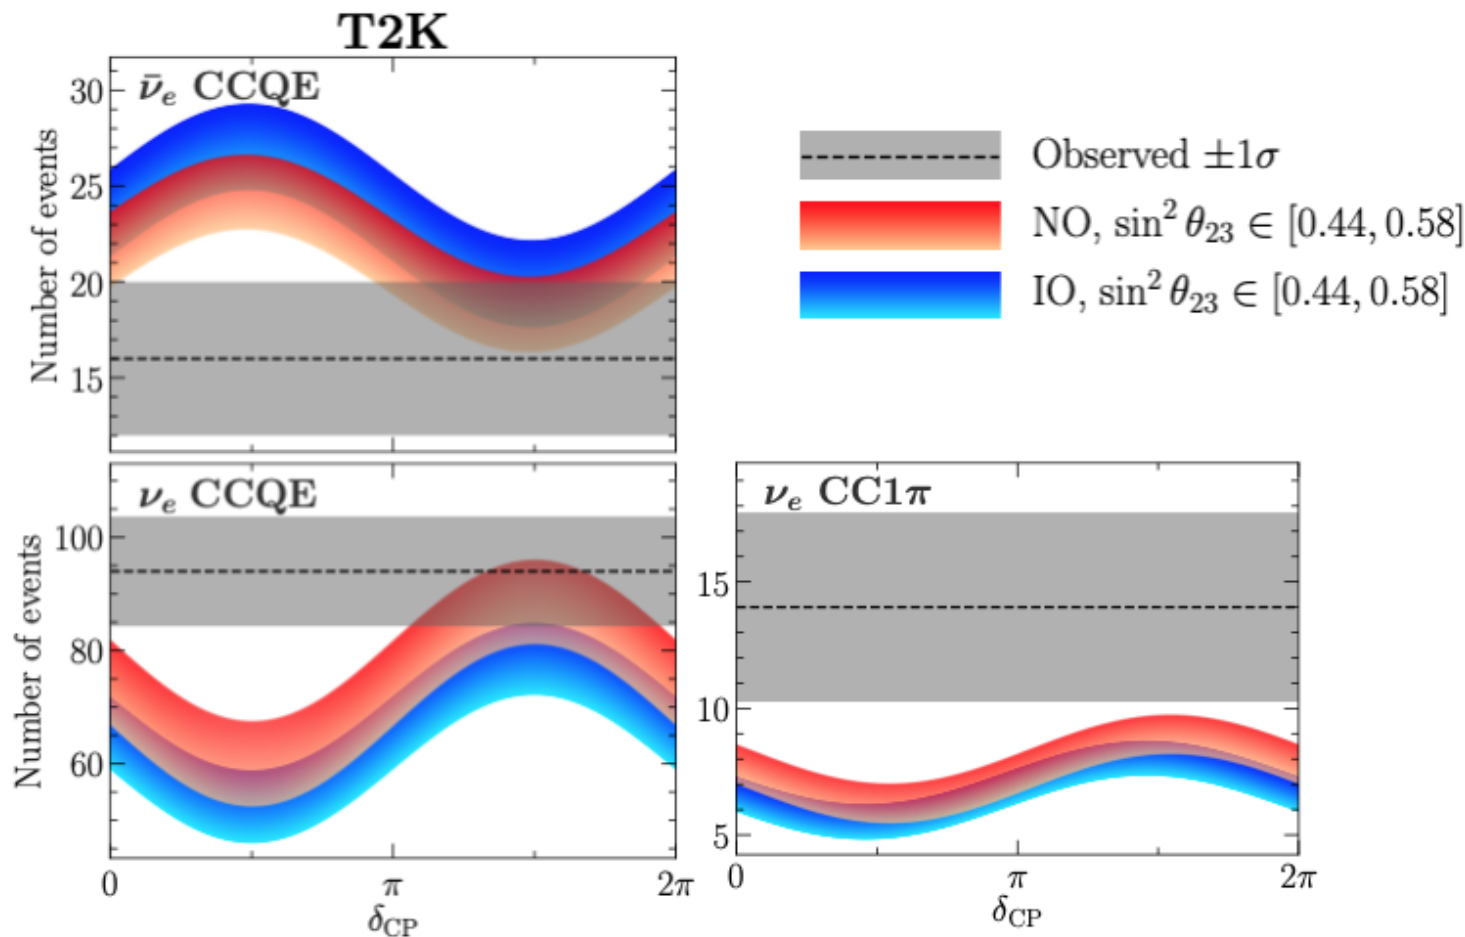 T2K
ν̄ₑ CCQE
Number of events
30
25
20
15
Observed ±1σ
NO, sin² θ₂₃ ∈ [0.44, 0.58]
IO, sin² θ₂₃ ∈ [0.44, 0.58]
νₑ CCQE
Number of events
100
80
60
0 π 2π
δCP
νₑ CC1π
15
10
5
0 π 2π
δCP